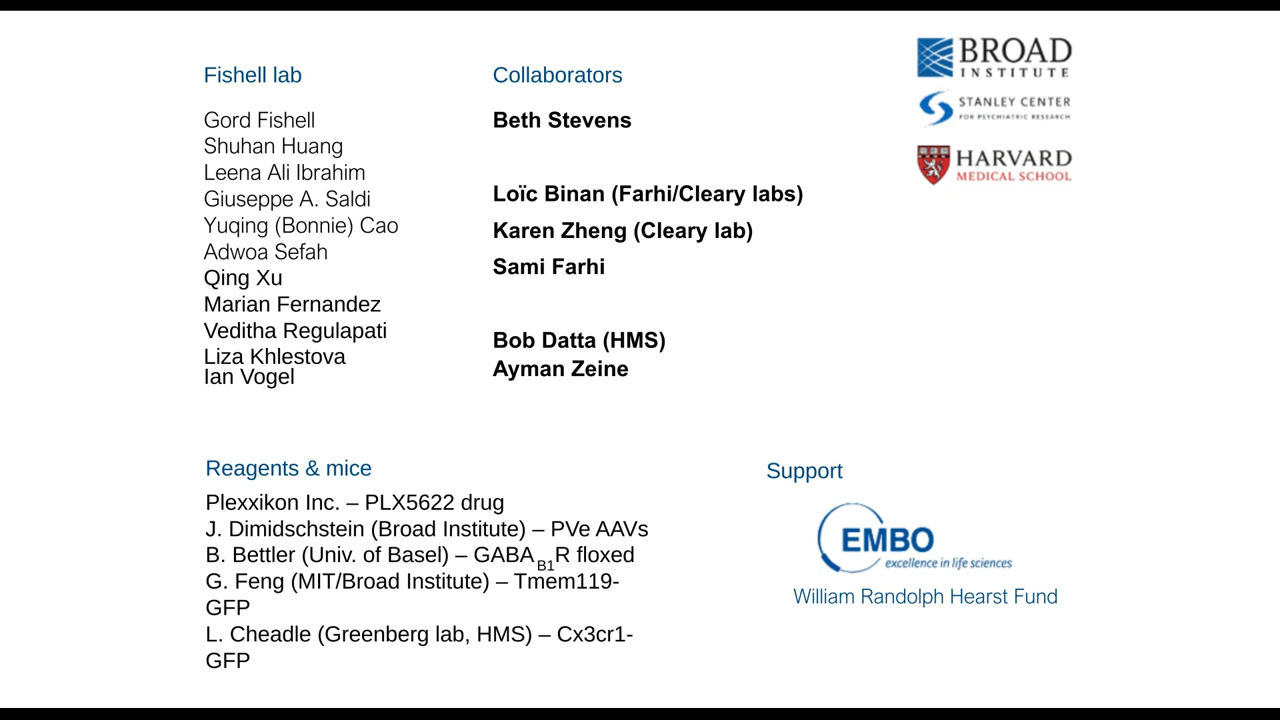 Fishell lab
Gord Fishell
Shuhan Huang
Leena Ali Ibrahim
Giuseppe A. Saldi
Yuqing (Bonnie) Cao
Adwoa Sefah
Qing Xu
Marian Fernandez
Veditha Regulapati
Liza Khlestova
Ian Vogel
Collaborators
Beth Stevens
Loïc Binan (Farhi/Cleary labs)
Karen Zheng (Cleary lab)
Sami Farhi
Bob Datta (HMS)
Ayman Zeine
BROAD
INSTITUTE
STANLEY CENTER
FOR PSYCHIATRIC RESEARCH
HARVARD
MEDICAL SCHOOL
Reagents & mice
Plexxikon Inc. – PLX5622 drug
J. Dimidschstein (Broad Institute) – PVe AAVs
B. Bettler (Univ. of Basel) – GABA B1R floxed
G. Feng (MIT/Broad Institute) – Tmem119-
GFP
L. Cheadle (Greenberg lab, HMS) – Cx3cr1-
GFP
Support
EMBO
excellence in life sciences
William Randolph Hearst Fund